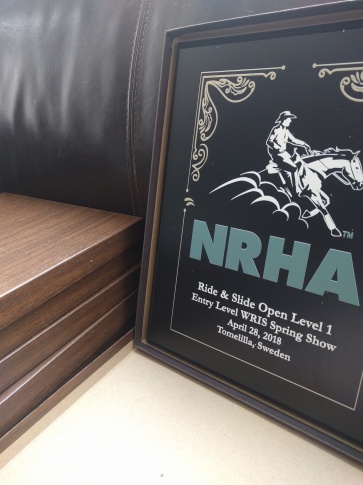 NRHA TM
Ride & Slide Open Level 1
Entry Level WRIS Spring Show
April 28, 2018
Tomelilla, Sweden